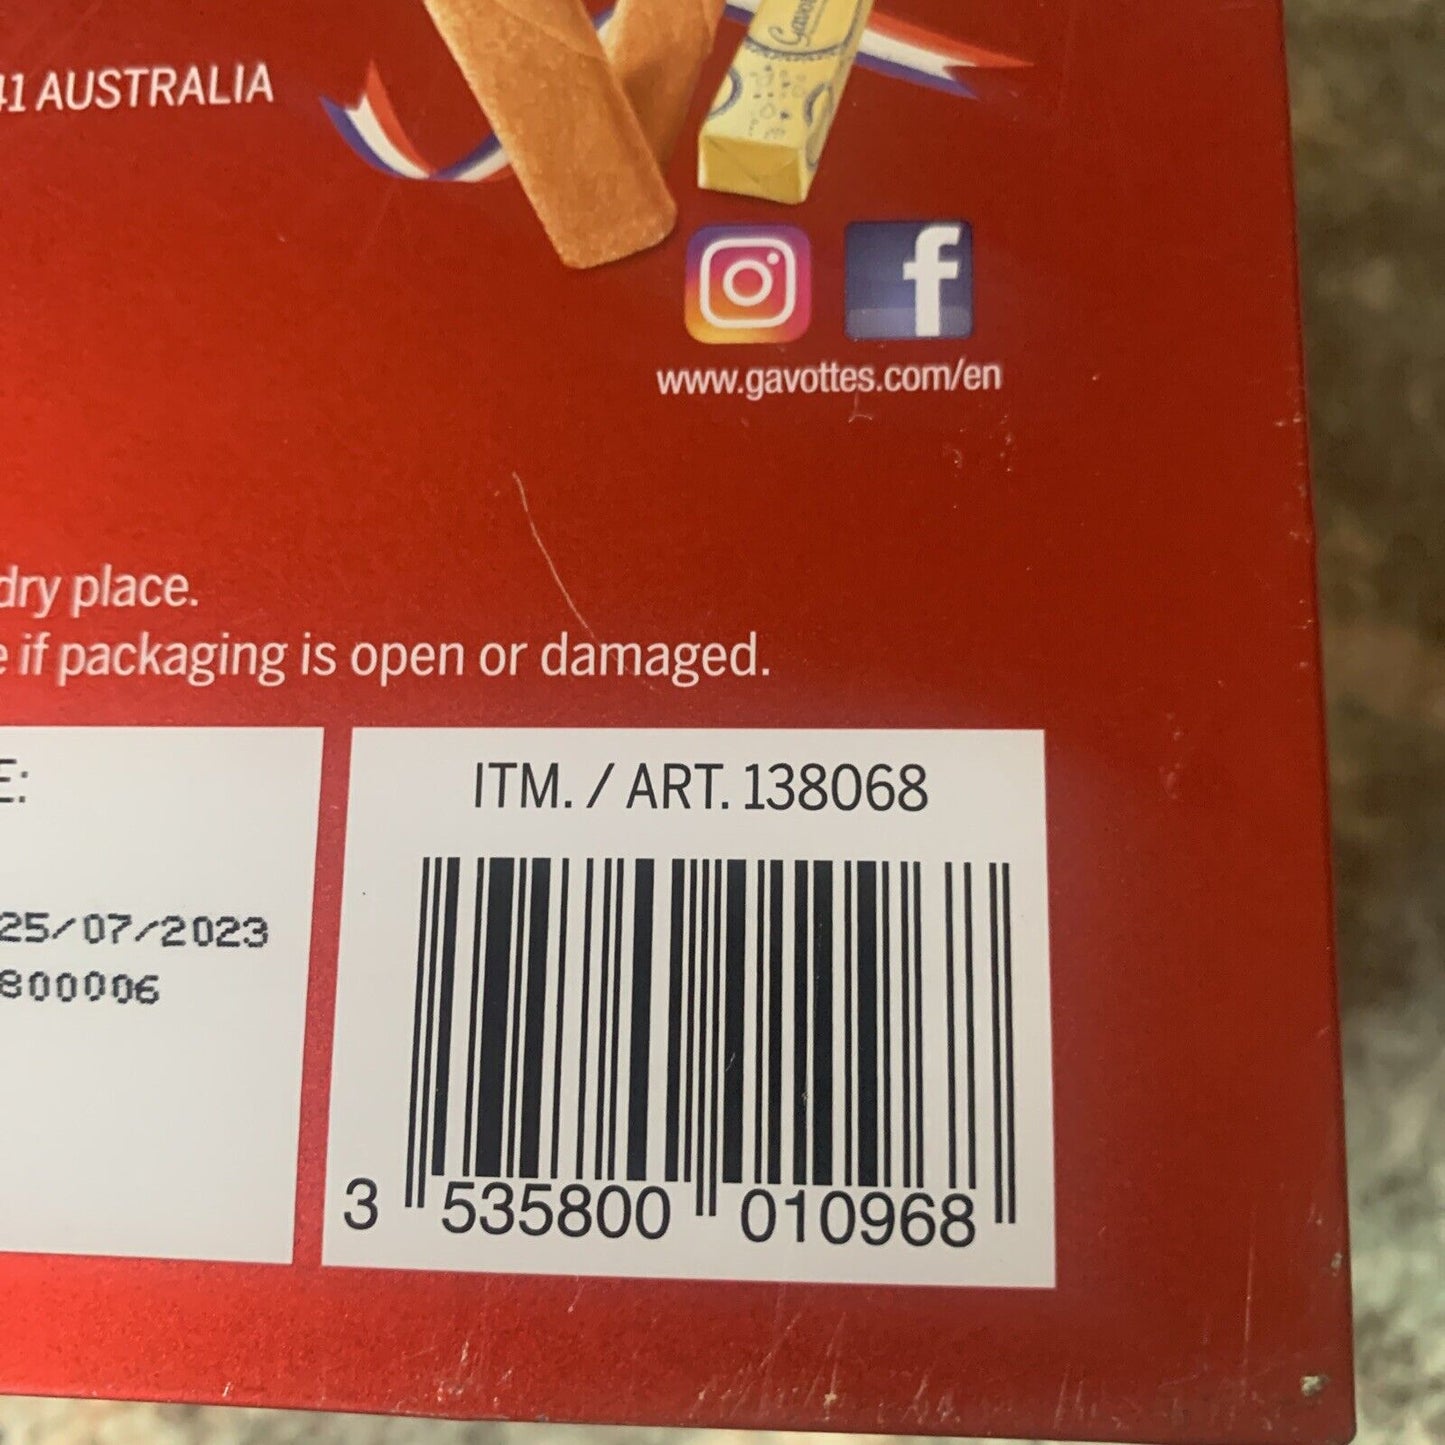 41 AUSTRALIA
www.gavottes.com/en
dry place.
if packaging is open or damaged.
E:
25/07/2023
800006
ITM. / ART. 138068
3 535800 010968